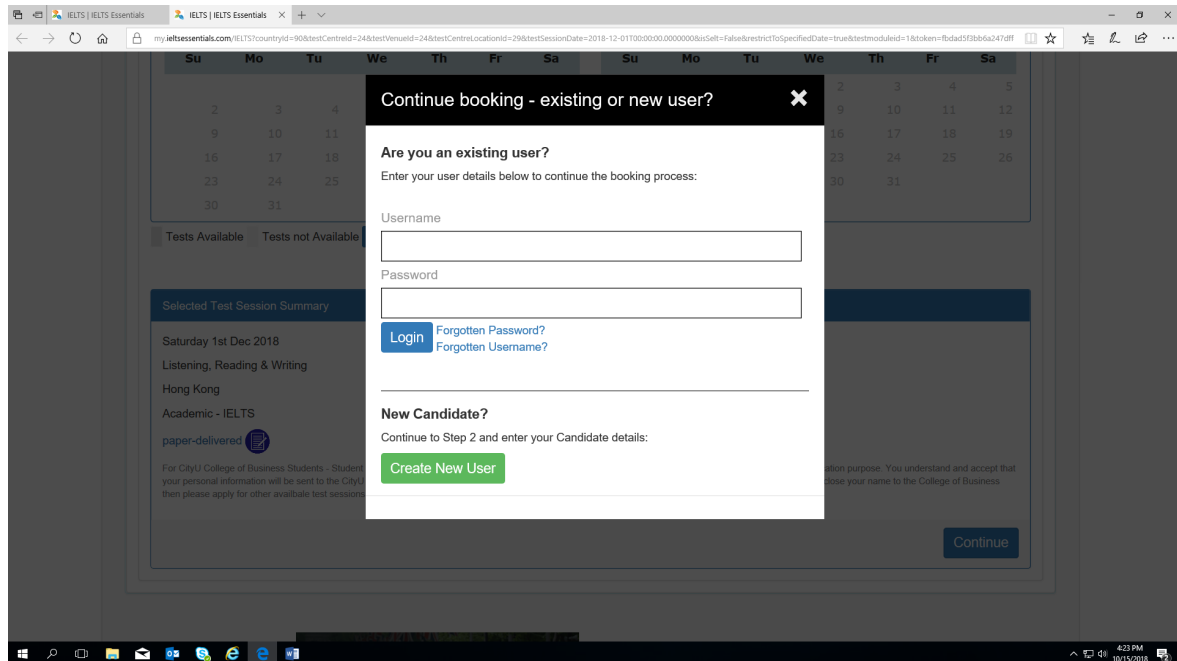 IELTS | IELTS Essentials
IELTS | IELTS Essentials
my.ieltsessentials.com/IELTS?countryId=90&testCentreId=24&testVenueId=24&testCentreLocationId=29&testSessionDate=2018-12-01T00:00:00.0000000&isSelt=False&restrictToSpecifiedDate=true&testmoduleid=1&token=fbdad5f3bb6a247dff
Su Mo Tu We Th Fr Sa Su Mo Tu We Th Fr Sa
2 3 4 5
2 3 4 9 10 11 12
9 10 11 16 17 18 19
16 17 18 23 24 25 26
23 24 25 30 31
30 31
Tests Available Tests not Available
Continue booking - existing or new user?
Are you an existing user?
Enter your user details below to continue the booking process:
Username
Password
Login
Forgotten Password?
Forgotten Username?
New Candidate?
Continue to Step 2 and enter your Candidate details:
Create New User
Selected Test Session Summary
Saturday 1st Dec 2018
Listening, Reading & Writing
Hong Kong
Academic - IELTS
paper-delivered
For CityU College of Business Students - Student ation purpose. You understand and accept that
your personal information will be sent to the CityU close your name to the College of Business
then please apply for other availbale test sessions
Continue
4:23 PM
10/15/2018